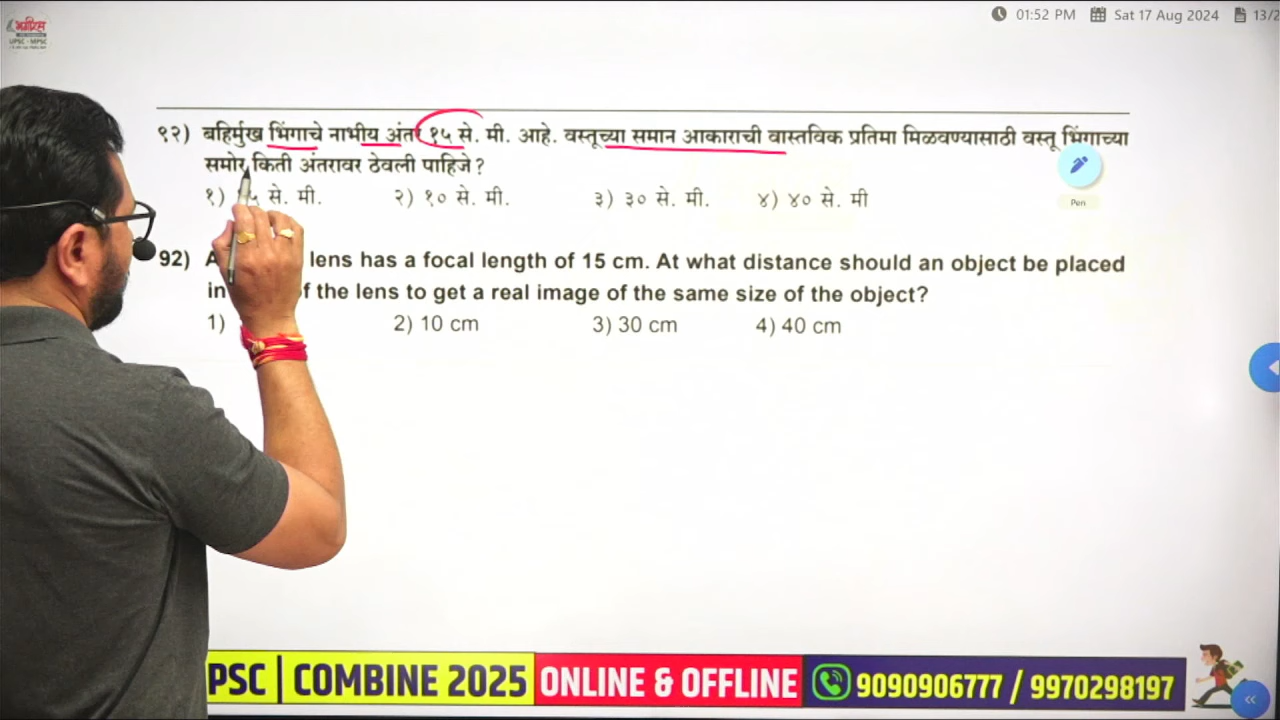 01:52 PM Sat 17 Aug 2024 13/2
UPSC - MPSC
९२) बहिर्मुख भिंगाचे नाभीय अंतर १५ से. मी. आहे. वस्तूच्या समान आकाराची वास्तविक प्रतिमा मिळवण्यासाठी वस्तू भिंगाच्या
समोर किती अंतरावर ठेवली पाहिजे ?
१) से. मी. २) १० से. मी. ३) ३० से. मी. ४) ४० से. मी
Pen
92) A lens has a focal length of 15 cm. At what distance should an object be placed
in of the lens to get a real image of the same size of the object?
1) 2) 10 cm 3) 30 cm 4) 40 cm
PSC | COMBINE 2025 ONLINE & OFFLINE 9090906777 / 9970298197